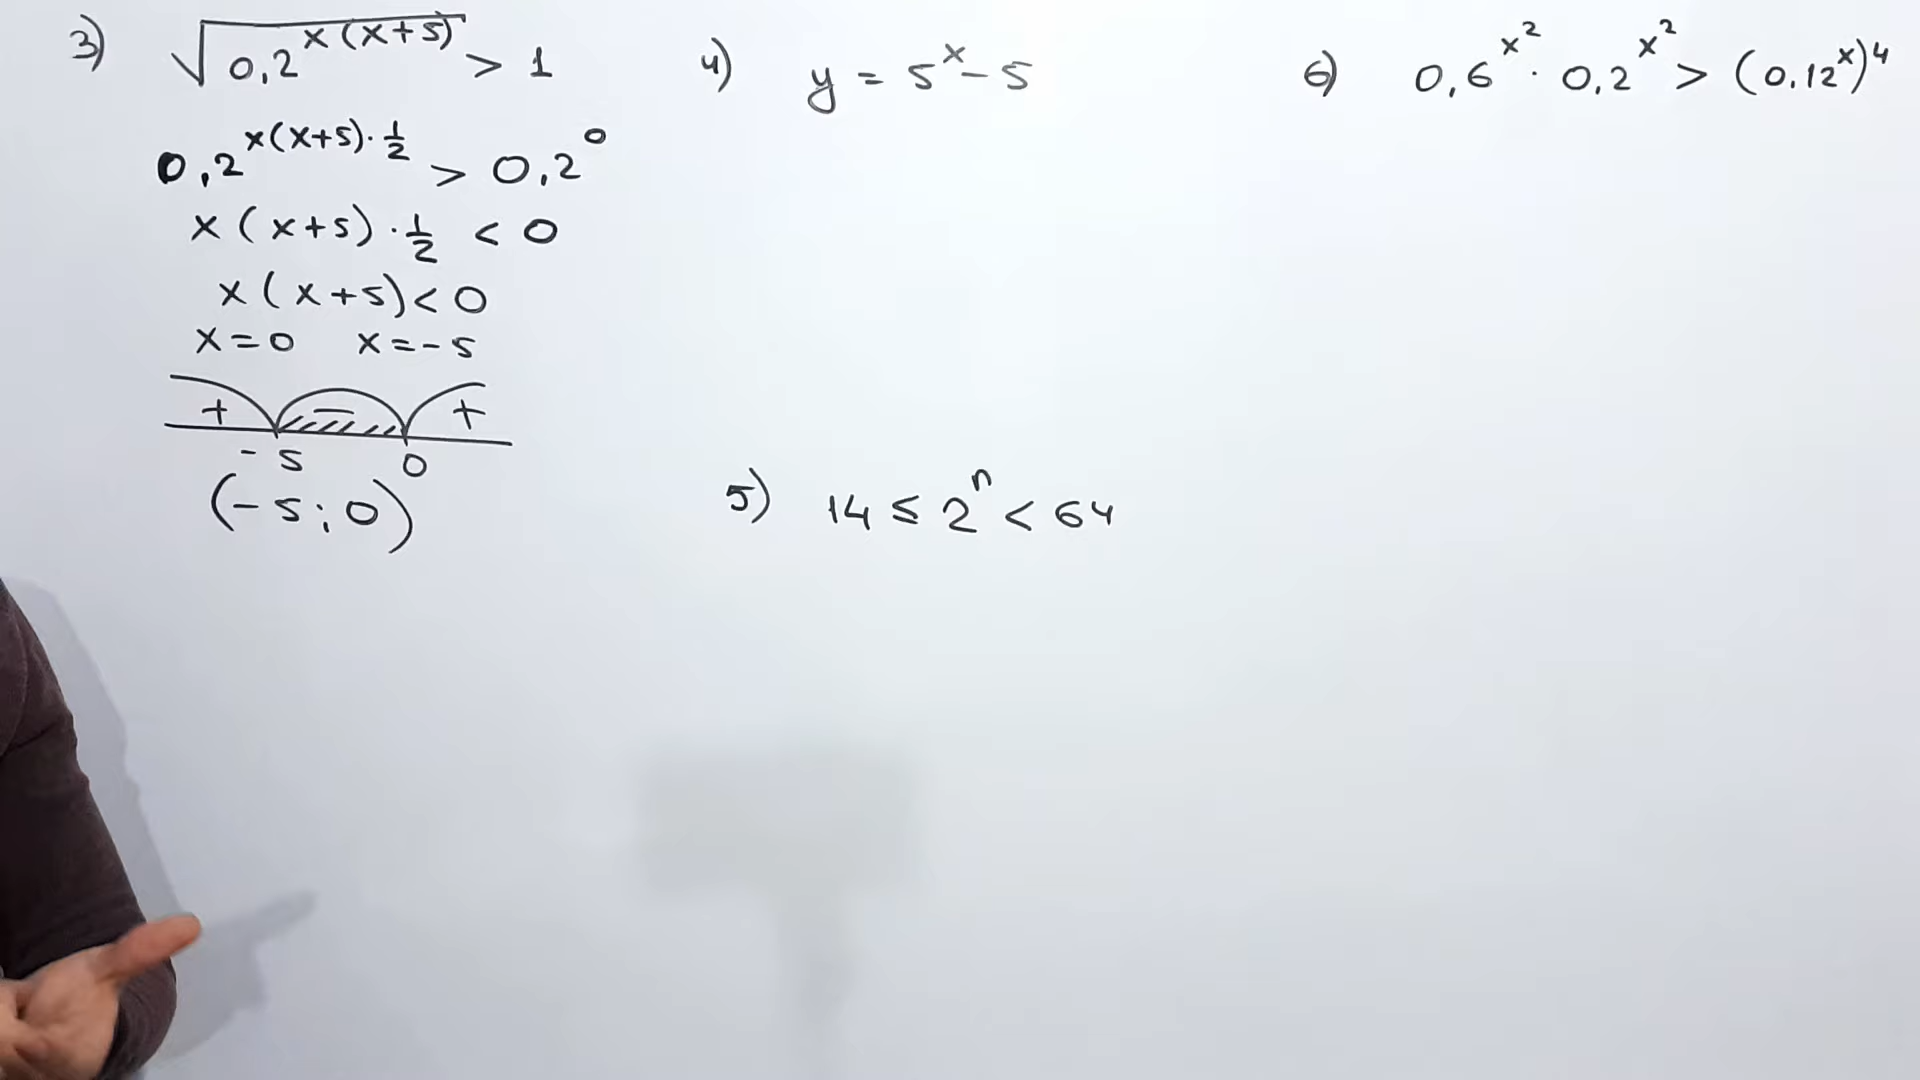 3) √0,2^x(x+5) > 1
0,2^x(x+5)·1/2 > 0,2^0
x(x+5)·1/2 < 0
x(x+5)<0
x=0 x=-5
+ − +
-5 0
(-5;0)
4) y = 5^x-5
5) 14 ≤ 2^n < 64
6) 0,6^x² · 0,2^x² > (0.12^x)^4